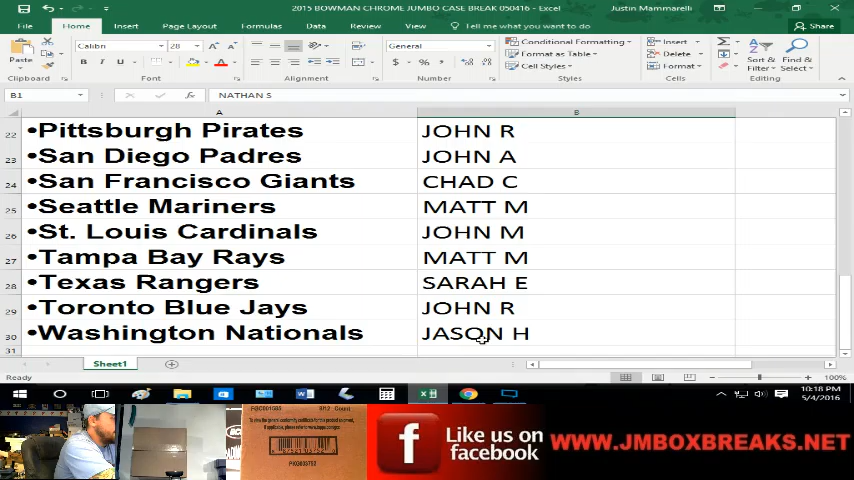 2015 BOWMAN CHROME JUMBO CASE BREAK 050416 - Excel
Justin Mammarelli
File Home Insert Page Layout Formulas Data Review View Tell me what you want to do Share
Paste
Calibri 28 A A
B I U A
General
$ % ,
Conditional Formatting
Format as Table
Cell Styles
Insert
Delete
Format
Sort & Filter
Find & Select
Clipboard Font Alignment Number Styles Cells Editing
B1 fx NATHAN S
A B
22 •Pittsburgh Pirates JOHN R
23 •San Diego Padres JOHN A
24 •San Francisco Giants CHAD C
25 •Seattle Mariners MATT M
26 •St. Louis Cardinals JOHN M
27 •Tampa Bay Rays MATT M
28 •Texas Rangers SARAH E
29 •Toronto Blue Jays JOHN R
30 •Washington Nationals JASON H
31
Sheet1
Ready 100%
10:18 PM
5/4/2016
Count
f Like us on
facebook
WWW.JMBOXBREAKS.NET